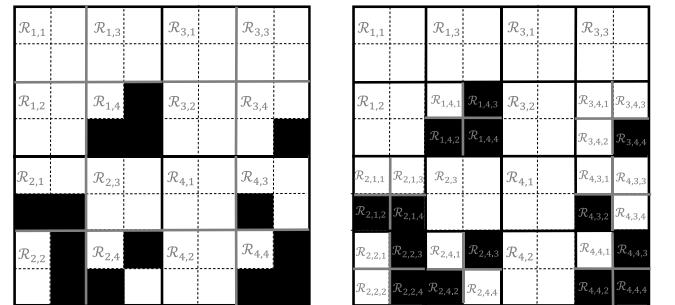 ℛ₁,₁ ℛ₁,₃ ℛ₃,₁ ℛ₃,₃
ℛ₁,₂ ℛ₁,₄ ℛ₃,₂ ℛ₃,₄
ℛ₂,₁ ℛ₂,₃ ℛ₄,₁ ℛ₄,₃
ℛ₂,₂ ℛ₂,₄ ℛ₄,₂ ℛ₄,₄
ℛ₁,₁ ℛ₁,₃ ℛ₃,₁ ℛ₃,₃
ℛ₁,₂ ℛ₁,₄,₁ ℛ₁,₄,₃ ℛ₃,₂ ℛ₃,₄,₁ ℛ₃,₄,₃
ℛ₁,₄,₂ ℛ₁,₄,₄ ℛ₃,₄,₂ ℛ₃,₄,₄
ℛ₂,₁,₁ ℛ₂,₁,₃ ℛ₂,₃ ℛ₄,₁ ℛ₄,₃,₁ ℛ₄,₃,₃
ℛ₂,₁,₂ ℛ₂,₁,₄ ℛ₄,₃,₂ ℛ₃,₄,₄
ℛ₂,₂,₁ ℛ₂,₂,₃ ℛ₂,₄,₁ ℛ₂,₄,₃ ℛ₄,₂ ℛ₄,₄,₁ ℛ₄,₄,₃
ℛ₂,₂,₂ ℛ₂,₂,₄ ℛ₂,₄,₂ ℛ₂,₄,₄ ℛ₄,₄,₂ ℛ₄,₄,₄